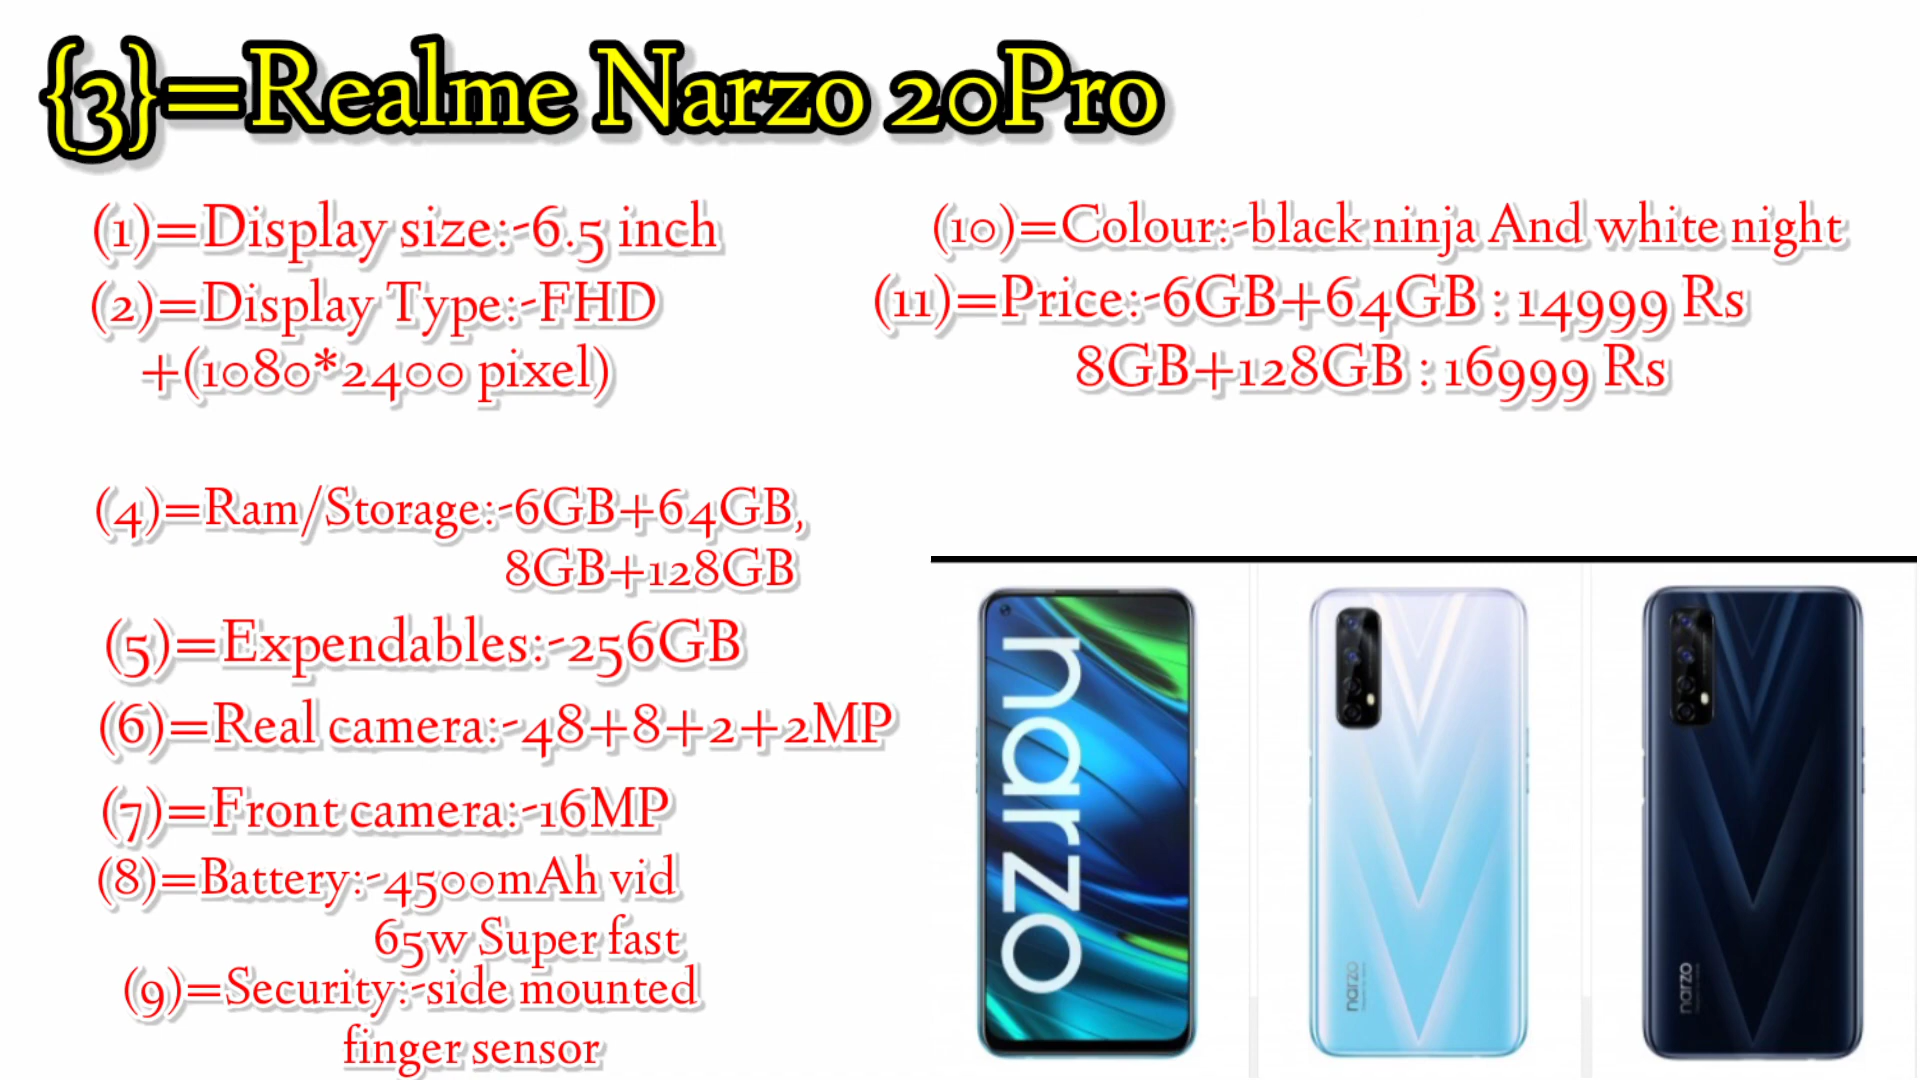 {3}=Realme Narzo 20Pro
(1)=Display size:-6.5 inch
(2)=Display Type:-FHD
+(1080*2400 pixel)
(4)=Ram/Storage:-6GB+64GB,
8GB+128GB
(5)=Expendables:-256GB
(6)=Real camera:-48+8+2+2MP
(7)=Front camera:-16MP
(8)=Battery:-4500mAh vid
65w Super fast
(9)=Security:-side mounted
finger sensor
(10)=Colour:-black ninja And white night
(11)=Price:-6GB+64GB : 14999 Rs
8GB+128GB : 16999 Rs
narzo
narzo
narzo